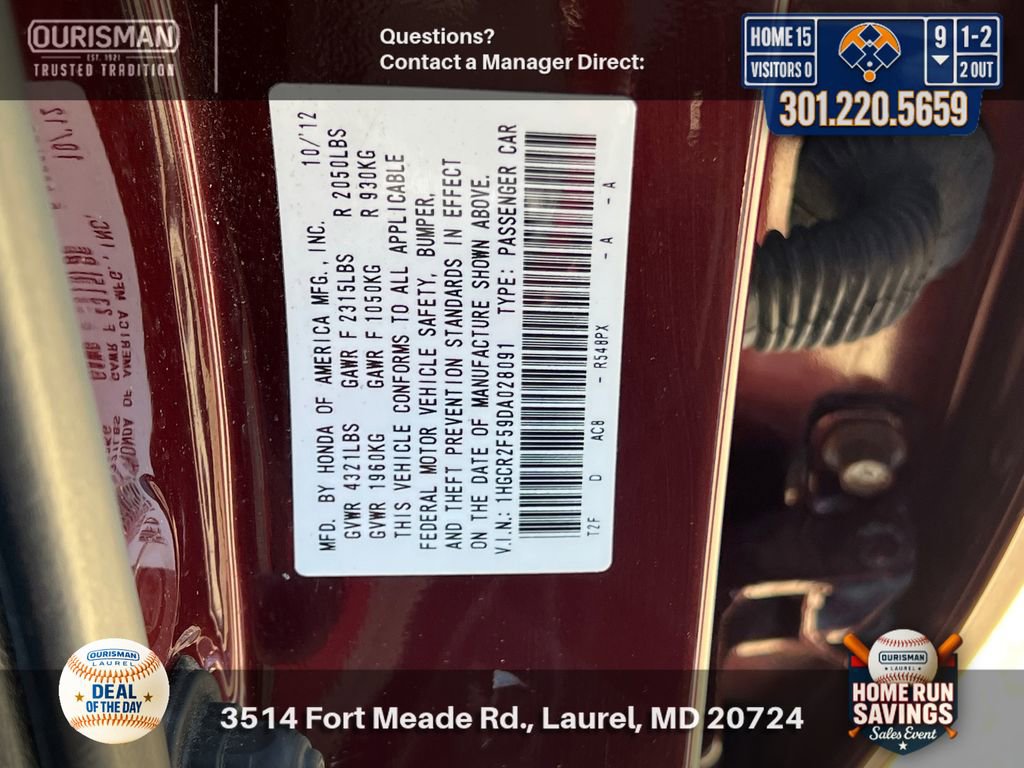 OURISMAN
EST. 1921
TRUSTED TRADITION
Questions?
Contact a Manager Direct:
HOME 15
VISITORS 0
9
1-2
2 OUT
301.220.5659
MFD. BY HONDA OF AMERICA MFG., INC. 10/'12
GVWR 4321LBS GAWR F 2315LBS R 2050LBS
GVWR 1960KG GAWR F 1050KG R 930KG
THIS VEHICLE CONFORMS TO ALL APPLICABLE
FEDERAL MOTOR VEHICLE SAFETY, BUMPER,
AND THEFT PREVENTION STANDARDS IN EFFECT
ON THE DATE OF MANUFACTURE SHOWN ABOVE.
V.I.N.: 1HGCR2F59DA028091 TYPE: PASSENGER CAR
T2F D AC8 - R548PX - A - A
OURISMAN
LAUREL
DEAL
OF THE DAY
3514 Fort Meade Rd., Laurel, MD 20724
OURISMAN
LAUREL
HOME RUN
SAVINGS
Sales Event